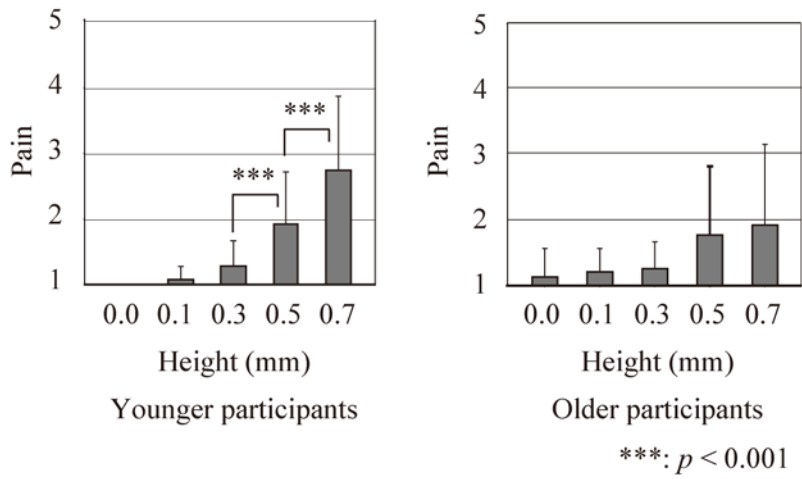 5
4
3
2
1
Pain
***
***
0.0 0.1 0.3 0.5 0.7
Height (mm)
Younger participants
5
4
3
2
1
Pain
0.0 0.1 0.3 0.5 0.7
Height (mm)
Older participants
***: p < 0.001